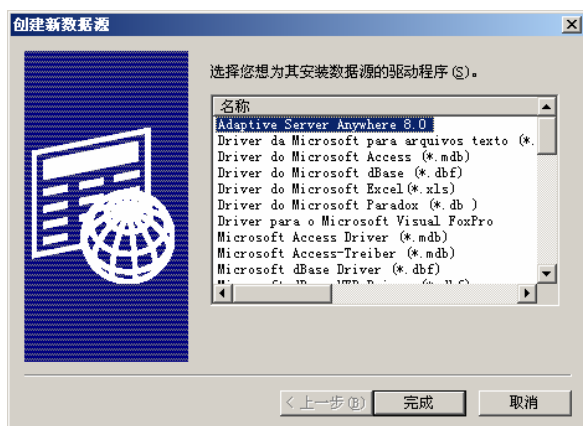 创建新数据源
选择您想为其安装数据源的驱动程序(S)。
名称
Adaptive Server Anywhere 8.0
Driver da Microsoft para arquivos texto (*.
Driver do Microsoft Access (*.mdb)
Driver do Microsoft dBase (*.dbf)
Driver do Microsoft Excel(*.xls)
Driver do Microsoft Paradox (*.db )
Driver para o Microsoft Visual FoxPro
Microsoft Access Driver (*.mdb)
Microsoft Access-Treiber (*.mdb)
Microsoft dBase Driver (*.dbf)
< 上一步(B)
完成
取消